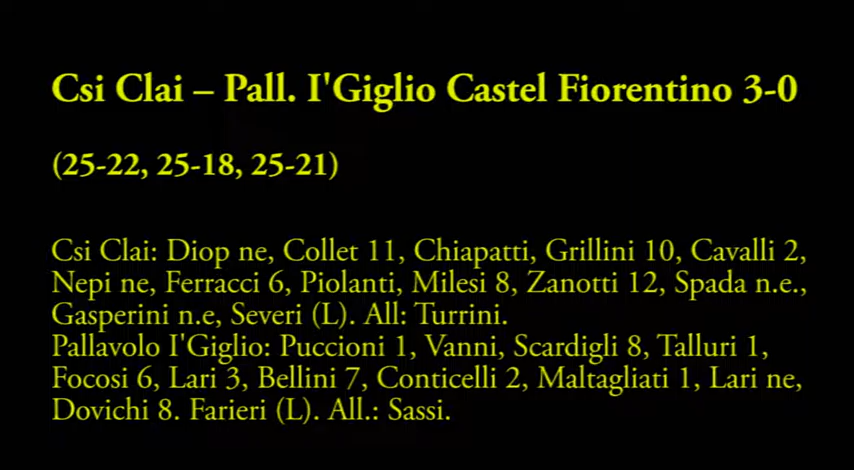 Csi Clai – Pall. I'Giglio Castel Fiorentino 3-0
(25-22, 25-18, 25-21)
Csi Clai: Diop ne, Collet 11, Chiapatti, Grillini 10, Cavalli 2,
Nepi ne, Ferracci 6, Piolanti, Milesi 8, Zanotti 12, Spada n.e.,
Gasperini n.e, Severi (L). All: Turrini.
Pallavolo I'Giglio: Puccioni 1, Vanni, Scardigli 8, Talluri 1,
Focosi 6, Lari 3, Bellini 7, Conticelli 2, Maltagliati 1, Lari ne,
Dovichi 8. Farieri (L). All.: Sassi.